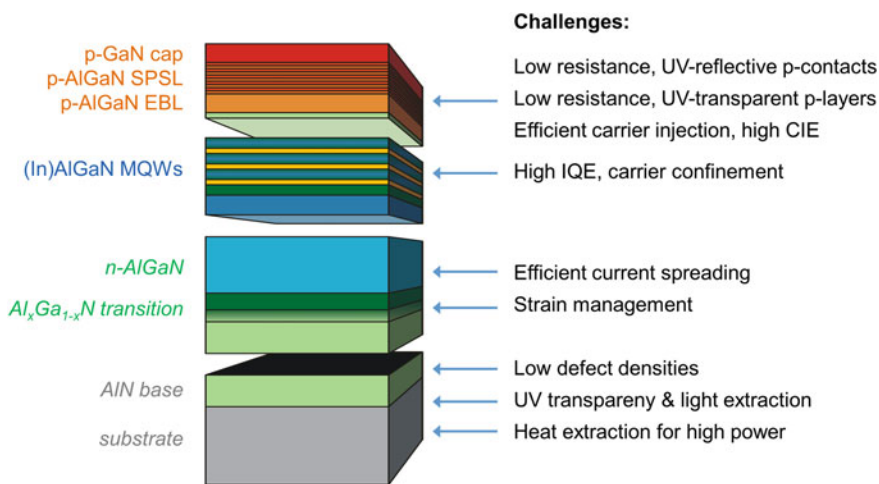 Challenges:
p-GaN cap
p-AlGaN SPSL
p-AlGaN EBL
Low resistance, UV-reflective p-contacts
Low resistance, UV-transparent p-layers
Efficient carrier injection, high CIE
(In)AlGaN MQWs
High IQE, carrier confinement
n-AlGaN
Efficient current spreading
AlxGa1-xN transition
Strain management
Low defect densities
AlN base
UV transpareny & light extraction
substrate
Heat extraction for high power